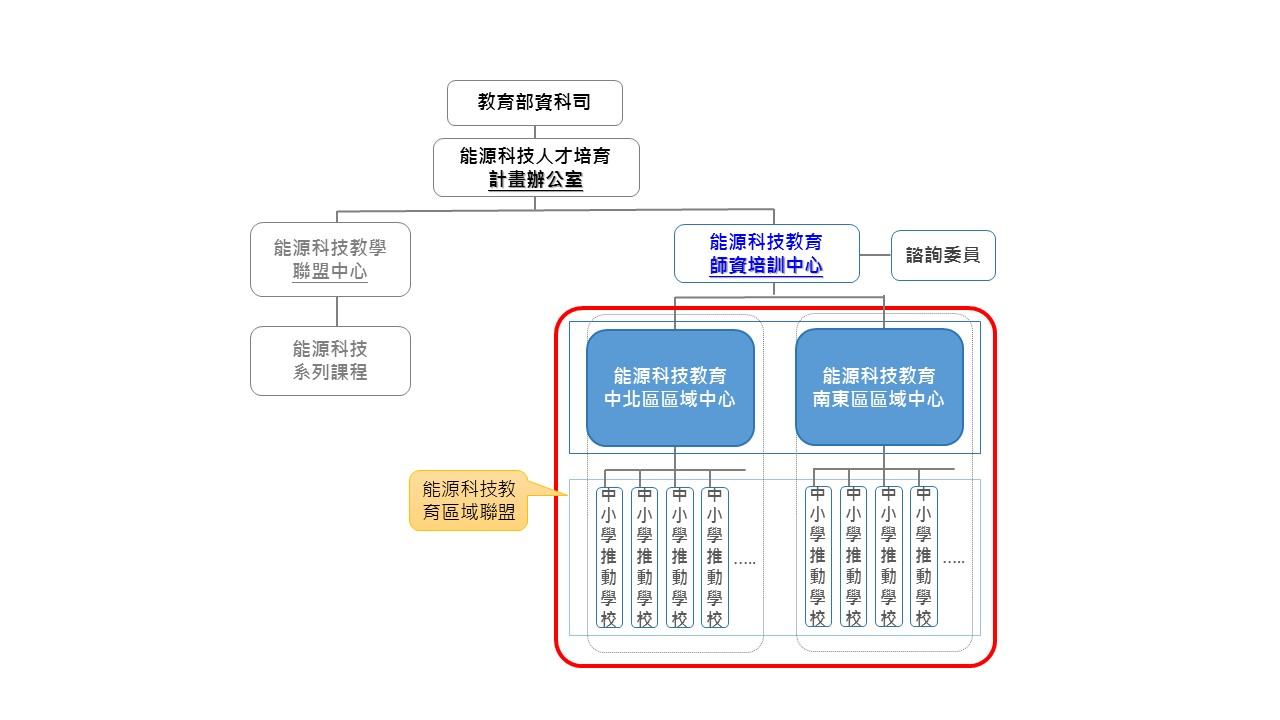 教育部資科司
能源科技人才培育
計畫辦公室
能源科技教學
聯盟中心
能源科技教育
師資培訓中心
諮詢委員
能源科技
系列課程
能源科技教育
中北區區域中心
能源科技教育
南東區區域中心
能源科技教
育區域聯盟
中小學推動學校
中小學推動學校
中小學推動學校
中小學推動學校
.....
中小學推動學校
中小學推動學校
中小學推動學校
中小學推動學校
.....